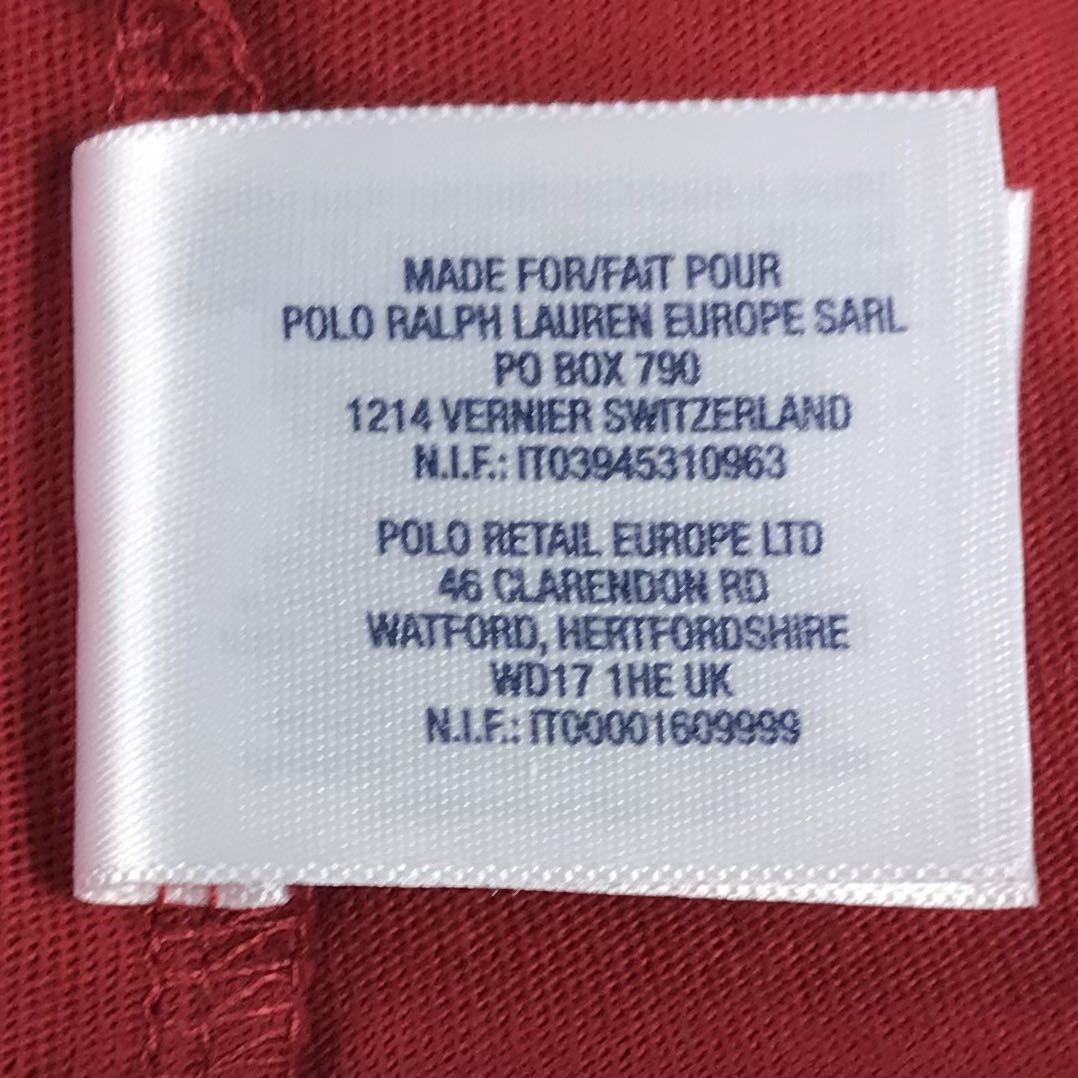 MADE FOR/FAIT POUR
POLO RALPH LAUREN EUROPE SARL
PO BOX 790
1214 VERNIER SWITZERLAND
N.I.F.: IT03945310963
POLO RETAIL EUROPE LTD
46 CLARENDON RD
WATFORD, HERTFORDSHIRE
WD17 1HE UK
N.I.F.: IT00001609999